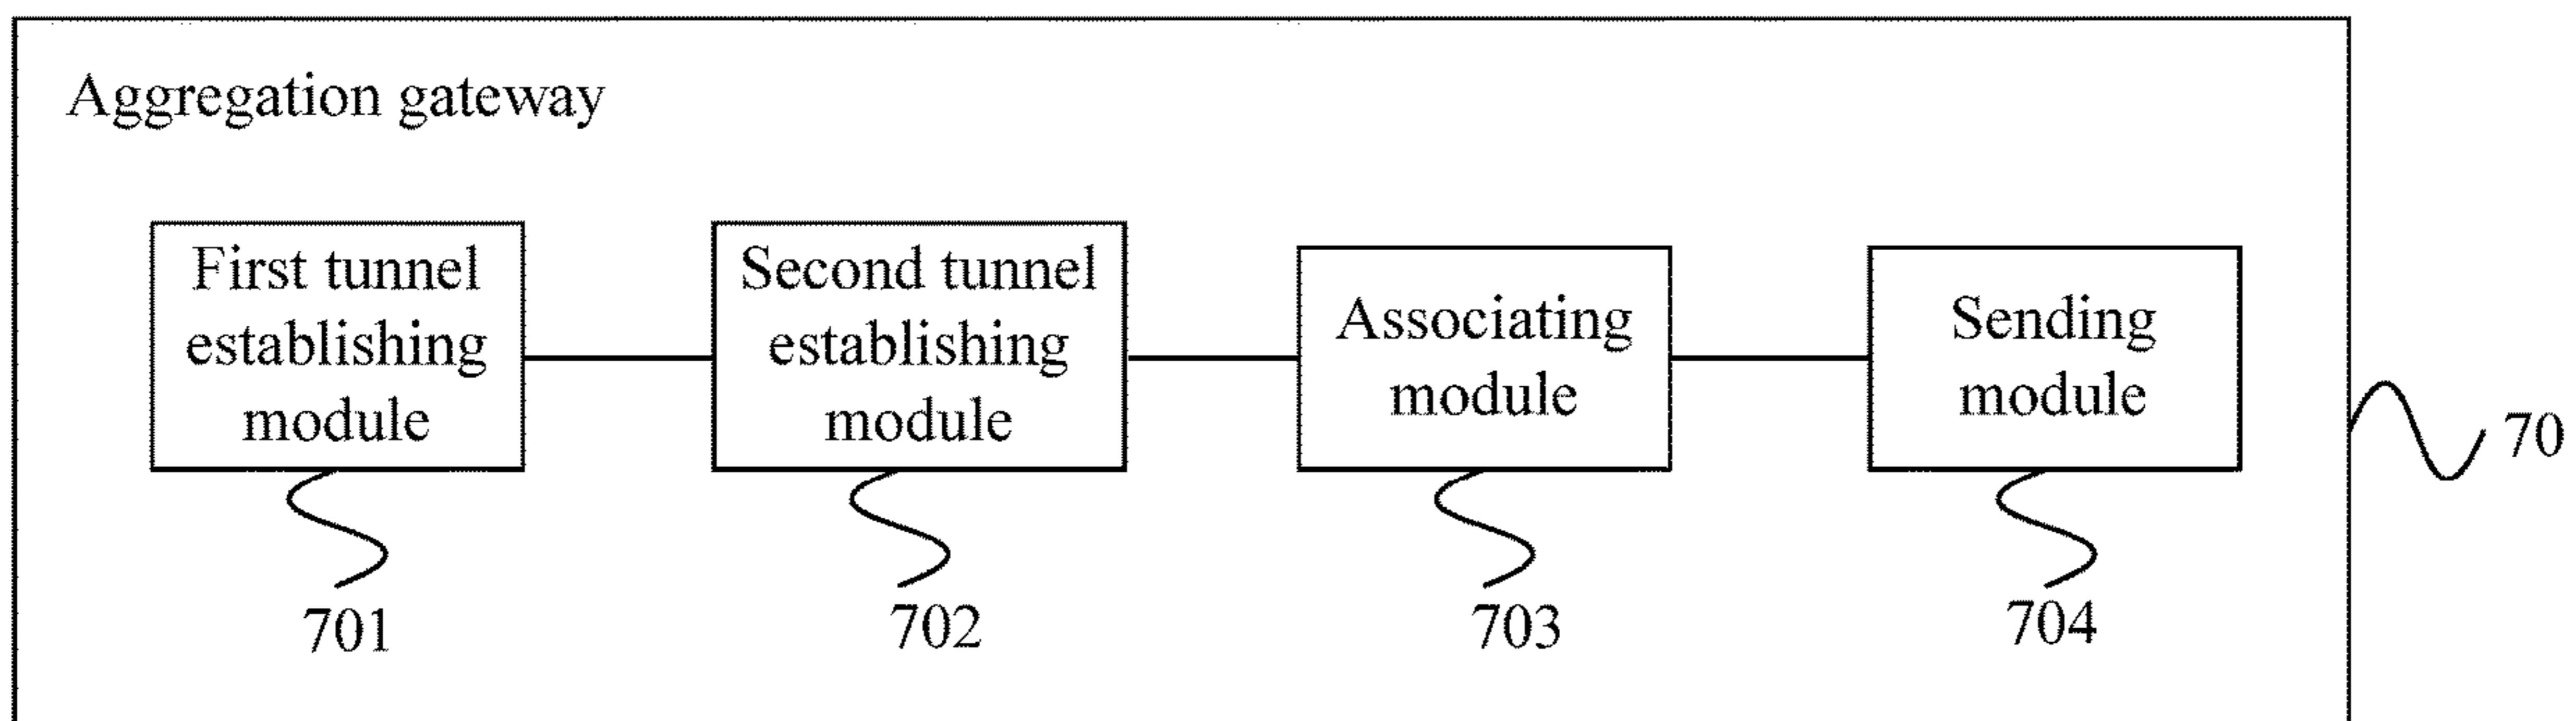 Aggregation gateway
First tunnel
establishing
module
Second tunnel
establishing
module
Associating
module
Sending
module
70
701
702
703
704